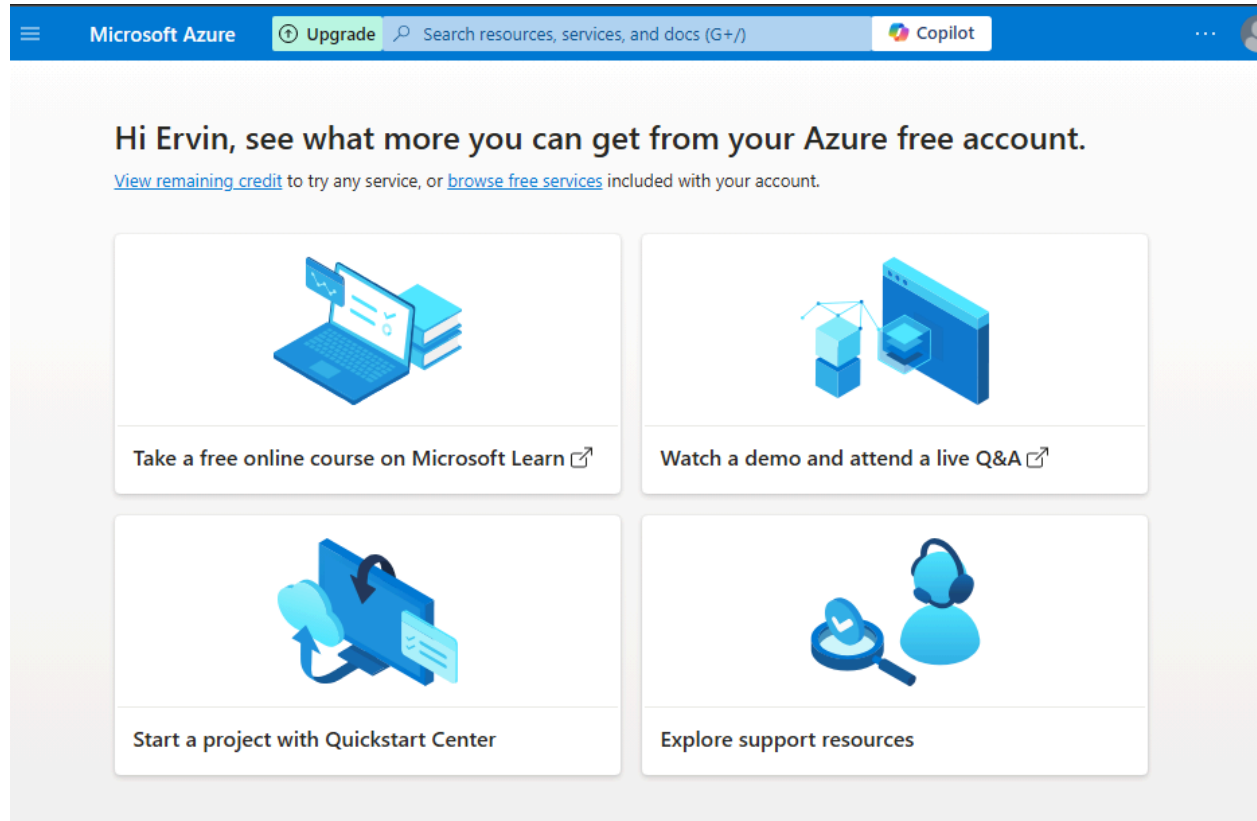 Microsoft Azure
Upgrade
Search resources, services, and docs (G+/)
Copilot
Hi Ervin, see what more you can get from your Azure free account.
View remaining credit to try any service, or browse free services included with your account.
Take a free online course on Microsoft Learn
Watch a demo and attend a live Q&A
Start a project with Quickstart Center
Explore support resources